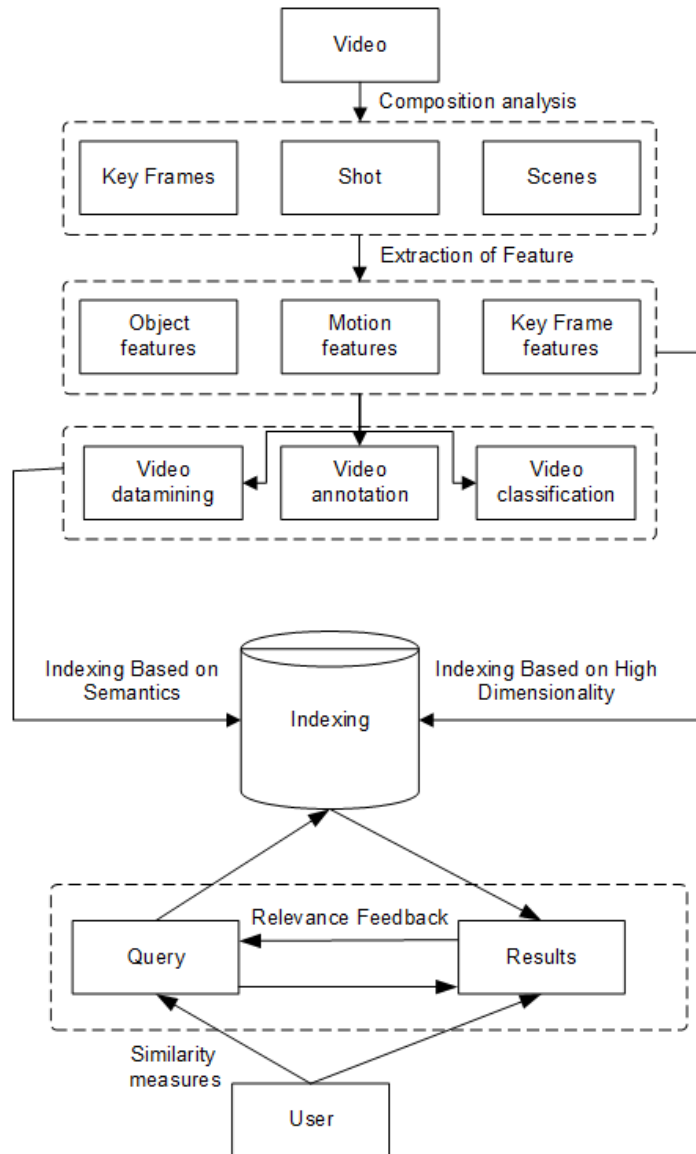 Video
Composition analysis
Key Frames
Shot
Scenes
Extraction of Feature
Object
features
Motion
features
Key Frame
features
Video
datamining
Video
annotation
Video
classification
Indexing Based on
Semantics
Indexing
Indexing Based on High
Dimensionality
Relevance Feedback
Query
Results
Similarity
measures
User